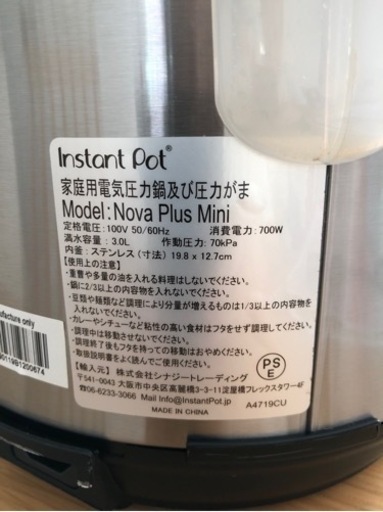 Instant Pot®
家庭用電気圧力鍋及び圧力がま
Model: Nova Plus Mini
定格電圧：100V 50/60Hz 消費電力：700W
満水容量：3.0L 作動圧力：70kPa
内釜：ステンレス（寸法）19.8 x 12.7cm
【使用上の注意】
・重曹や多量の油を入れる料理はしないでください。
・鍋に2/3以上の内容物を入れないでください。
・豆類や麺類など調理により分量が増えるものは1/3以上の内容物を
入れないでください。
・カレーやシチューなど粘性の高い食材はフタをせず調理してください。
・調理中は移動させないでください。
・調理終了後もフタを持っての移動はおやめください。
・取扱説明書をよく読んでご使用ください。
【輸入元】株式会社シナジートレーディング
〒541-0043 大阪市中央区高麗橋3-3-11淀屋橋フレックスタワー4F
06-6233-3066 Mail Info@InstantPot.jp
MADE IN CHINA
A4719CU
PS
E
ufacture only
9011991200674